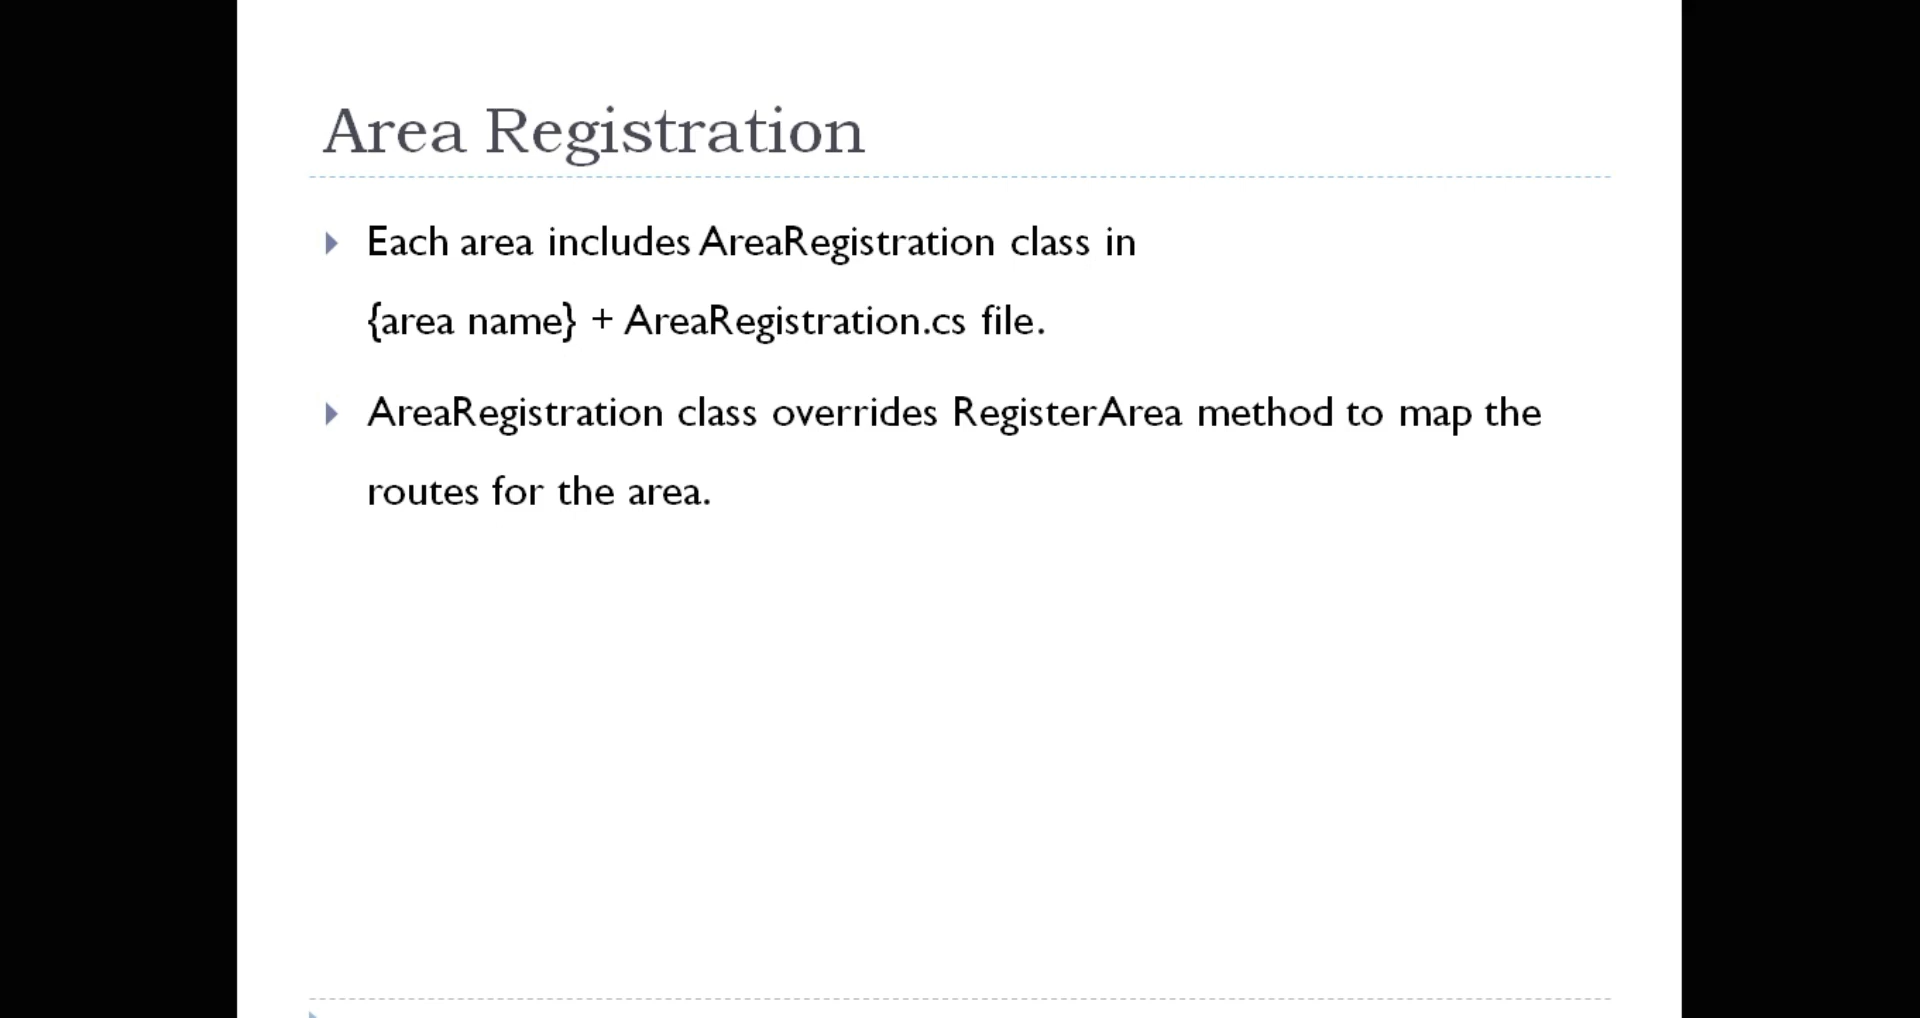 Area Registration
Each area includes AreaRegistration class in
{area name} + AreaRegistration.cs file.
AreaRegistration class overrides RegisterArea method to map the
routes for the area.